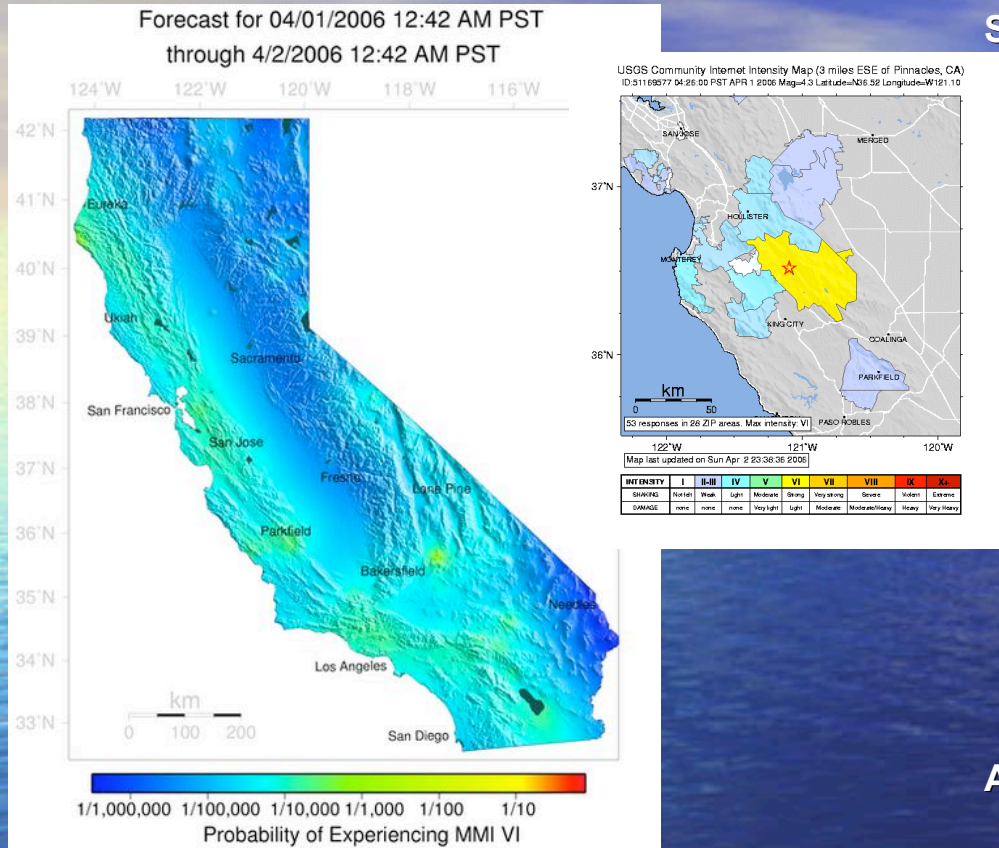 Forecast for 04/01/2006 12:42 AM PST
through 4/2/2006 12:42 AM PST
124˚W 122˚W 120˚W 118˚W 116˚W
42˚N
41˚N
40˚N
39˚N
38˚N
37˚N
36˚N
35˚N
34˚N
33˚N
Eureka
Ukiah
Sacramento
San Francisco
San Jose
Fresno
Lone Pine
Parkfield
Bakersfield
Needles
Los Angeles
San Diego
km
0 100 200
1/1,000,000 1/100,000 1/10,000 1/1,000 1/100 1/10
Probability of Experiencing MMI VI
S
USGS Community Internet Intensity Map (3 miles ESE of Pinnacles, CA)
ID:51169577 04:26:00 PST APR 1 2006 Mag=4.3 Latitude=N36.52 Longitude=W121.10
SAN JOSE
MERCED
37˚N
HOLLISTER
MONTEREY
KING CITY
COALINGA
36˚N
PARKFIELD
km
0 50
PASO ROBLES
53 responses in 28 ZIP areas. Max intensity: VI
122˚W 121˚W 120˚W
Map last updated on Sun Apr 2 23:38:36 2006
INTENSITY I II-III IV V VI VII VIII IX X+
SHAKING Not felt Weak Light Moderate Strong Very strong Severe Violent Extreme
DAMAGE none none none Very light Light Moderate Moderate/Heavy Heavy Very Heavy
A